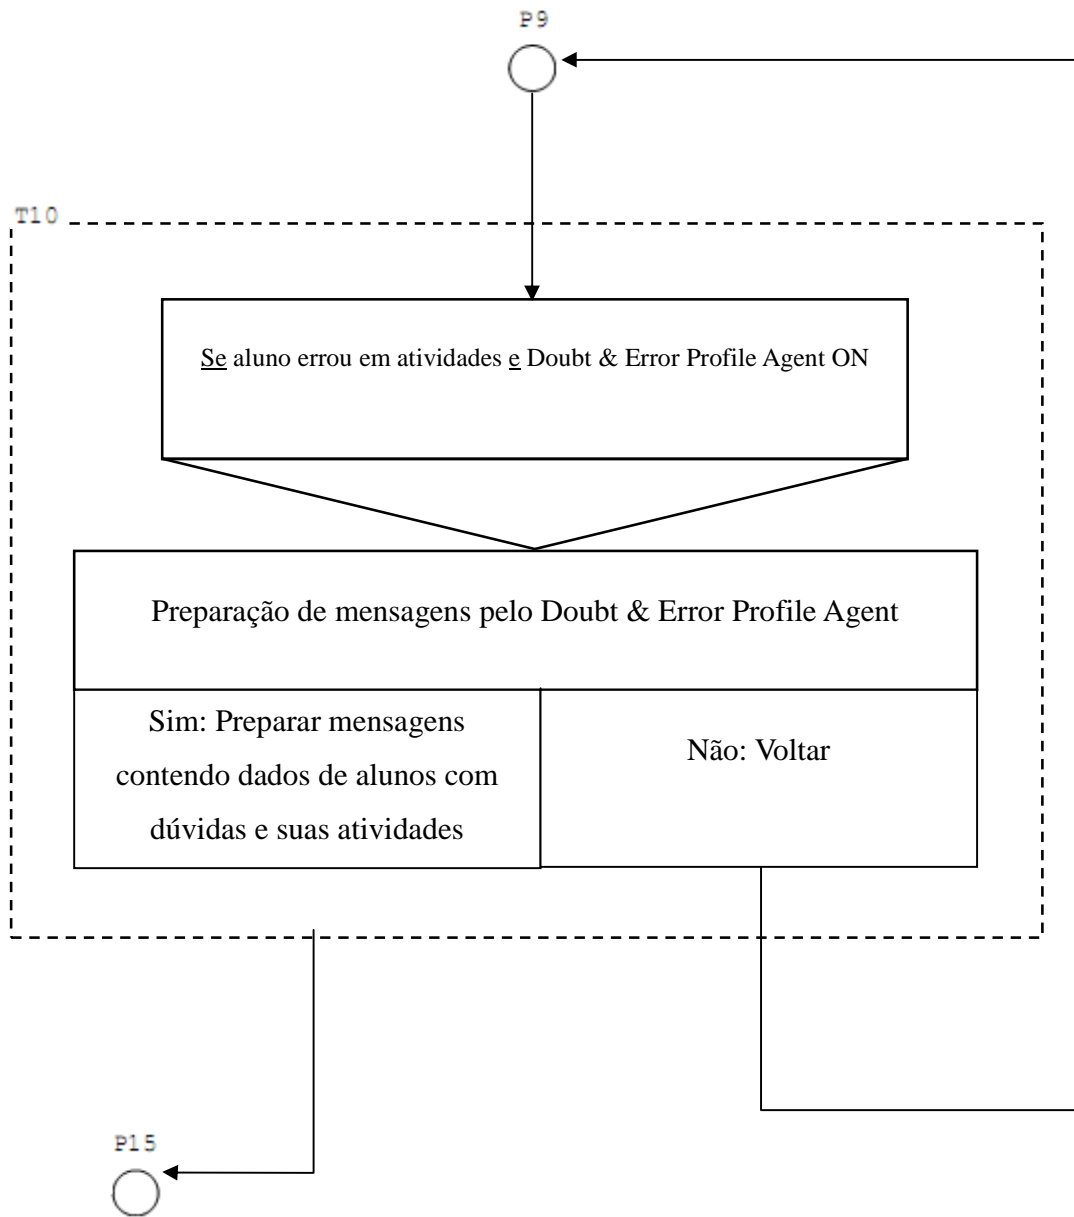 P9
T10
Se aluno errou em atividades e Doubt & Error Profile Agent ON
Preparação de mensagens pelo Doubt & Error Profile Agent
Sim: Preparar mensagens
contendo dados de alunos com
dúvidas e suas atividades
Não: Voltar
P15